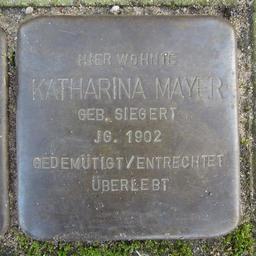 HIER WOHNTE
KATHARINA MAYER
GEB. SIEGERT
JG. 1902
GEDEMÜTIGT/ENTRECHTET
ÜBERLEBT